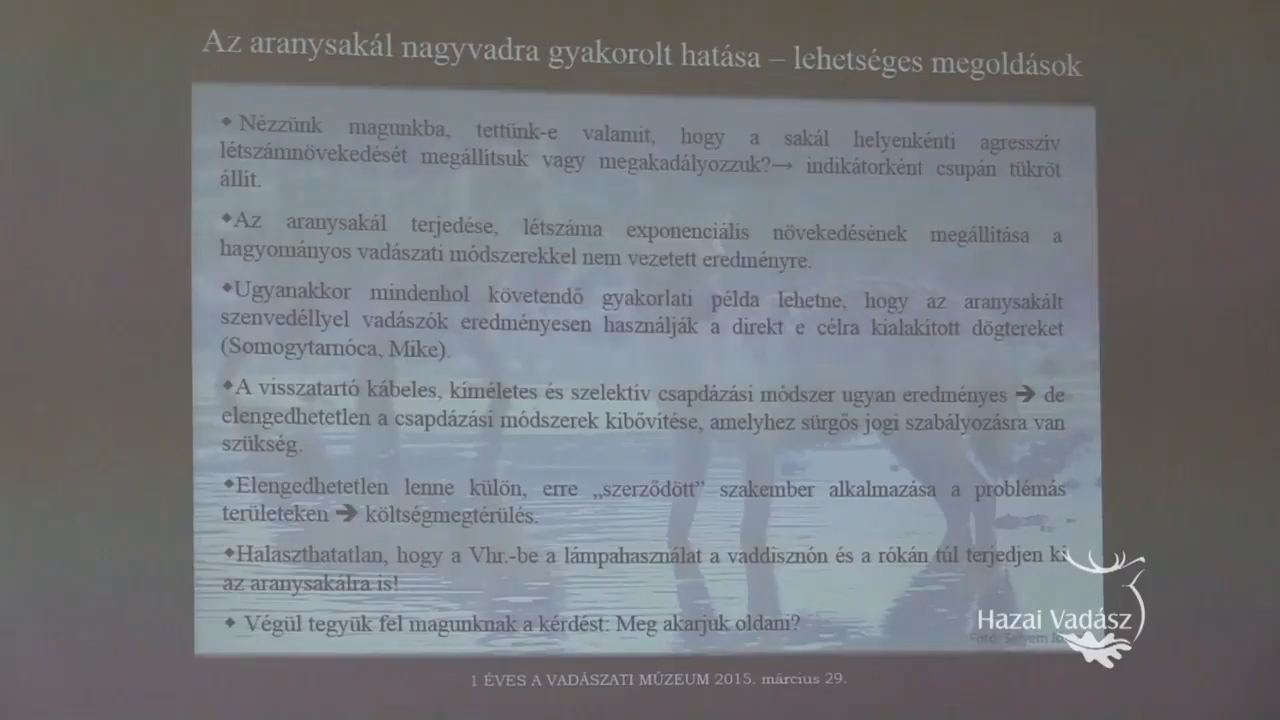 Az aranysakál nagyvadra gyakorolt hatása – lehetséges megoldások
◆ Nézzünk magunkba, tettünk-e valamit, hogy a sakál helyenkénti agresszív
létszámnövekedését megállítsuk vagy megakadályozzuk?→ indikátorként csupán tükröt
állít.
◆Az aranysakál terjedése, létszáma exponenciális növekedésének megállítása a
hagyományos vadászati módszerekkel nem vezetett eredményre.
◆Ugyanakkor mindenhol követendő gyakorlati példa lehetne, hogy az aranysakált
szenvedéllyel vadászók eredményesen használják a direkt e célra kialakított dögtereket
(Somogytarnóca, Mike).
◆A visszatartó kábeles, kíméletes és szelektív csapdázási módszer ugyan eredményes ➔ de
elengedhetetlen a csapdázási módszerek kibővítése, amelyhez sürgős jogi szabályozásra van
szükség.
◆Elengedhetetlen lenne külön, erre „szerződött” szakember alkalmazása a problémás
területeken ➔ költségmegtérülés.
◆Halaszthatatlan, hogy a Vhr.-be a lámpahasználat a vaddisznón és a rókán túl terjedjen ki
az aranysakálra is!
◆ Végül tegyük fel magunknak a kérdést: Meg akarjuk oldani?
Hazai Vadász
Fotó:
1 ÉVES A VADÁSZATI MÚZEUM 2015. március 29.